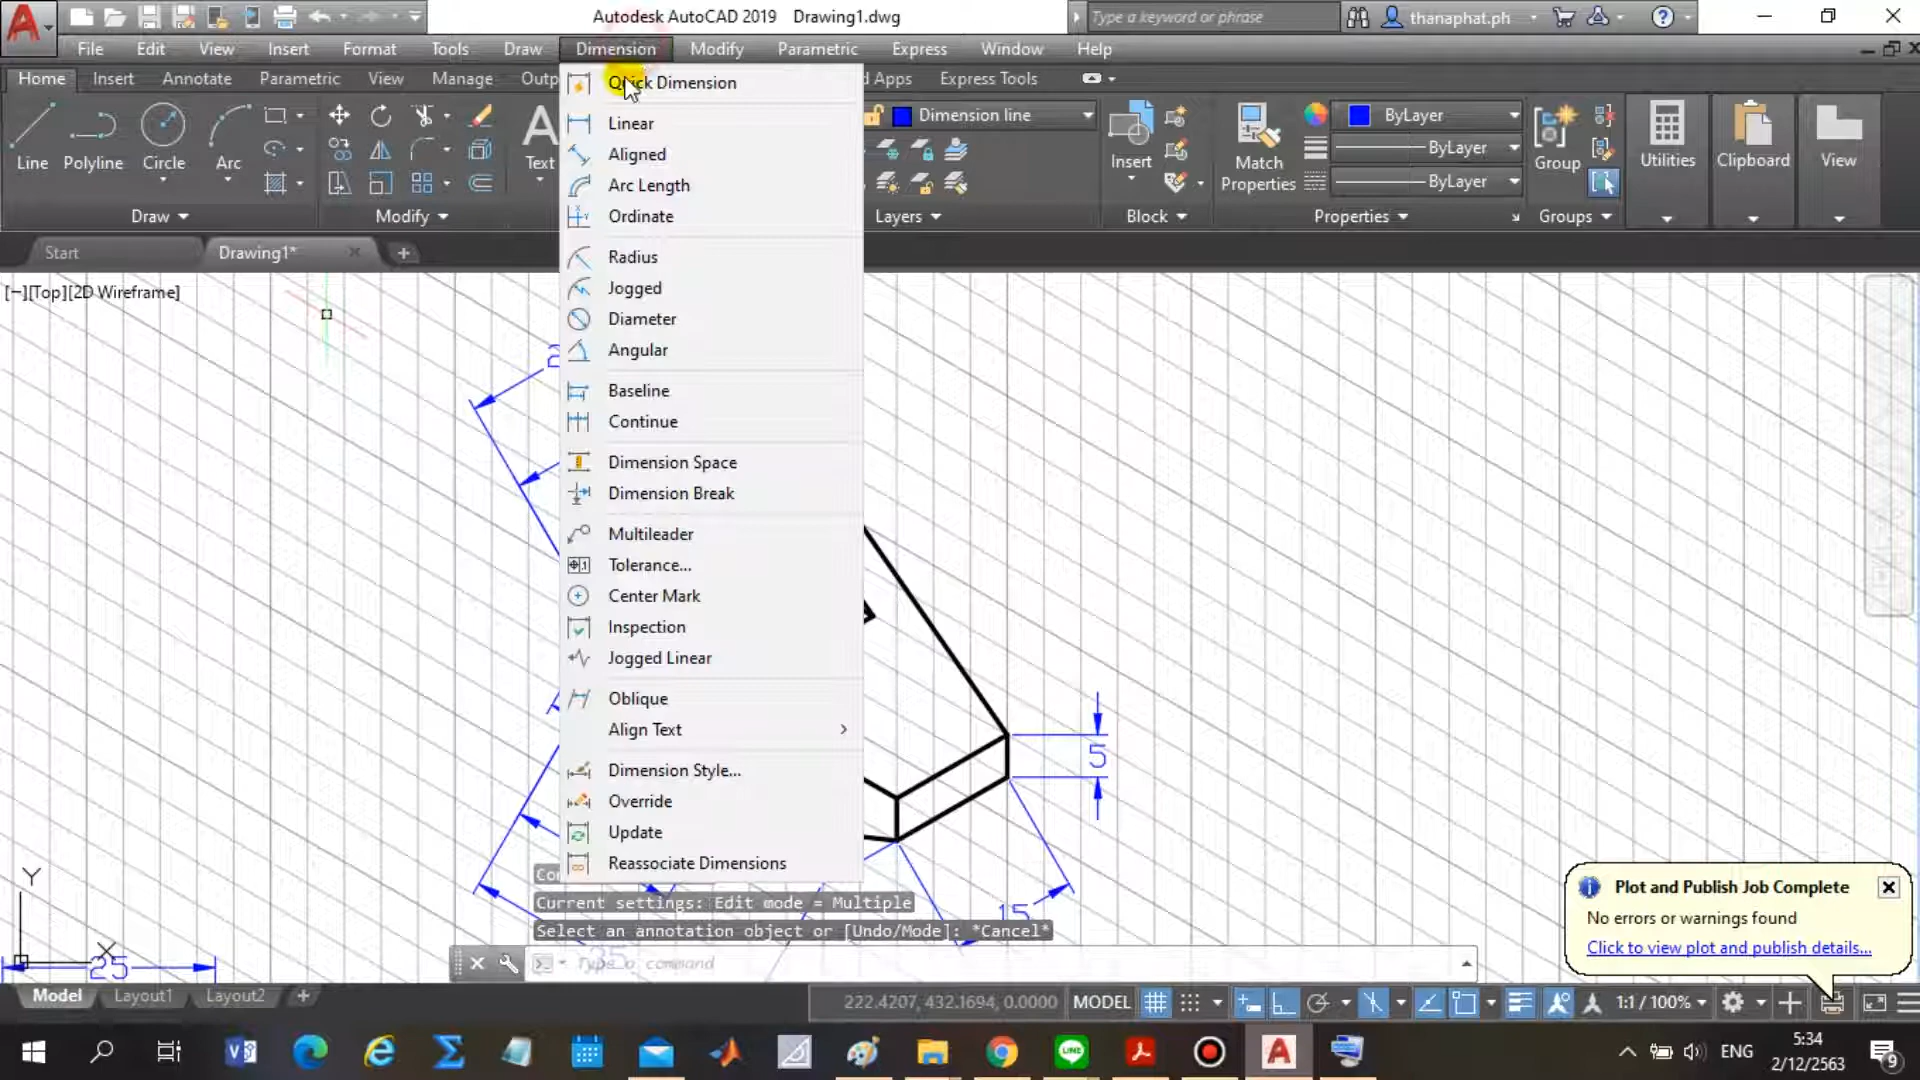 Autodesk AutoCAD 2019 Drawing1.dwg
Type a keyword or phrase
thanaphat.ph
File Edit View Insert Format Tools Draw Dimension Modify Parametric Express Window Help
Home Insert Annotate Parametric View Manage Outp
d Apps Express Tools
Line Polyline Circle Arc Text
Draw Modify
Dimension line
Layers
Insert
Block
Match Properties
ByLayer
ByLayer
ByLayer
Properties
Group
Groups
Utilities
Clipboard
View
Start Drawing1*
[−][Top][2D Wireframe]
Quick Dimension
Linear
Aligned
Arc Length
Ordinate
Radius
Jogged
Diameter
Angular
Baseline
Continue
Dimension Space
Dimension Break
Multileader
Tolerance...
Center Mark
Inspection
Jogged Linear
Oblique
Align Text
Dimension Style...
Override
Update
Reassociate Dimensions
5
15
Y
X
25
Current settings: Edit mode = Multiple
Select an annotation object or [Undo/Mode]: *Cancel*
Type a command
Plot and Publish Job Complete
No errors or warnings found
Click to view plot and publish details...
Model Layout1 Layout2
222.4207, 432.1694, 0.0000 MODEL
1:1 / 100%
ENG
5:34
2/12/2563
9